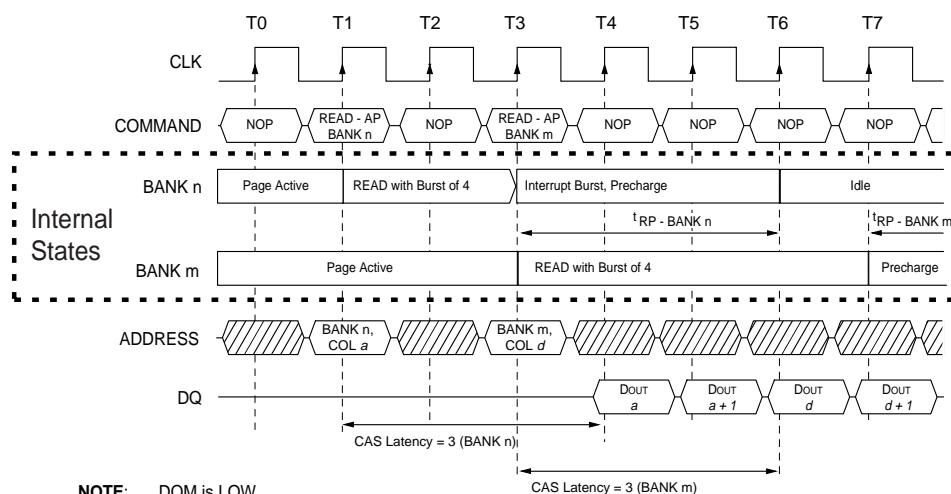 T0 T1 T2 T3 T4 T5 T6 T7
CLK
COMMAND
NOP
READ - AP
BANK n
NOP
READ - AP
BANK m
NOP
NOP
NOP
NOP
Internal
States
BANK n
Page Active
READ with Burst of 4
Interrupt Burst, Precharge
Idle
tRP - BANK n
tRP - BANK m
BANK m
Page Active
READ with Burst of 4
Precharge
ADDRESS
BANK n,
COL a
BANK m,
COL d
DQ
DOUT
a
DOUT
a + 1
DOUT
d
DOUT
d + 1
CAS Latency = 3 (BANK n)
CAS Latency = 3 (BANK m)
NOTE: DQM is LOW